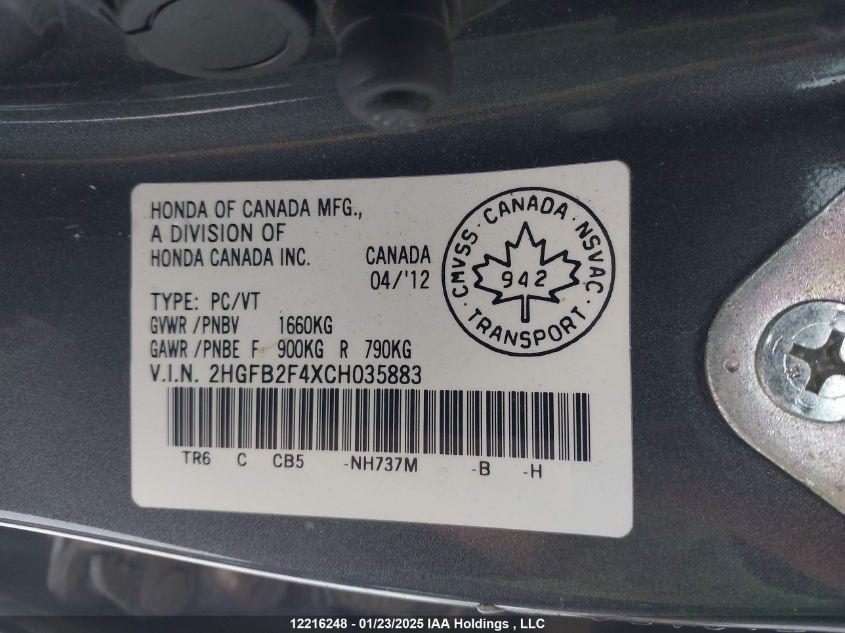 HONDA OF CANADA MFG.,
A DIVISION OF
HONDA CANADA INC.
CANADA
04/'12
TYPE: PC/VT
GVWR /PNBV 1660KG
GAWR /PNBE F 900KG R 790KG
V.I.N. 2HGFB2F4XCH035883
TR6 C CB5 -NH737M -B -H
CMVSS · CANADA · NSVAC
942
· TRANSPORT ·
12216248 - 01/23/2025 IAA Holdings , LLC